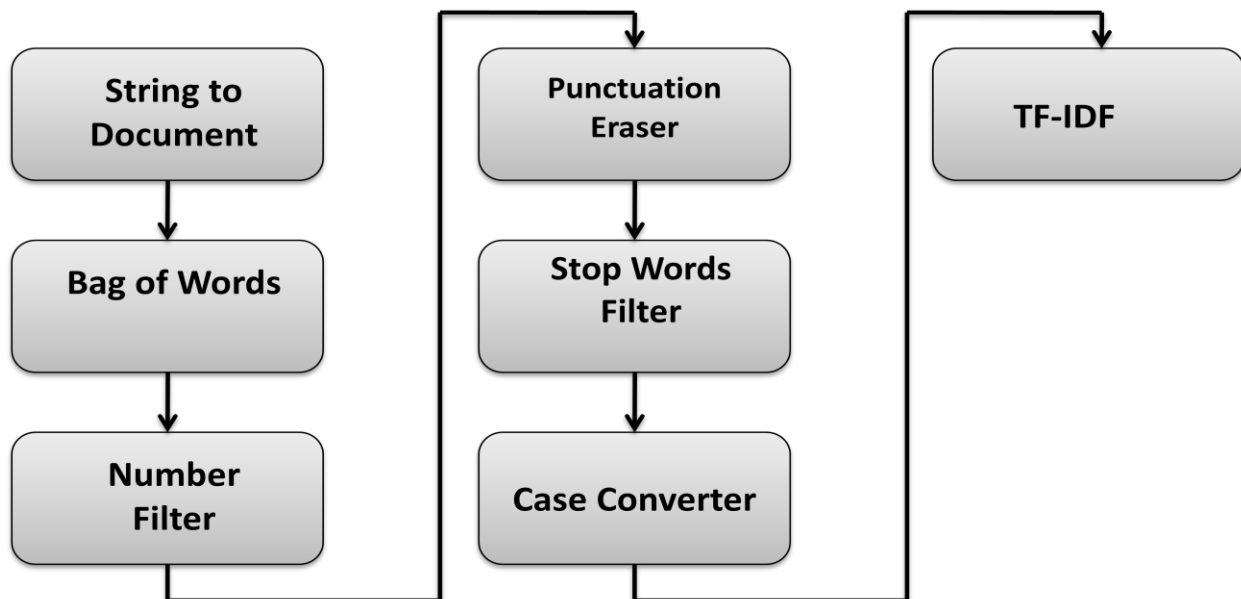 String to
Document
Bag of Words
Number
Filter
Punctuation
Eraser
Stop Words
Filter
Case Converter
TF-IDF